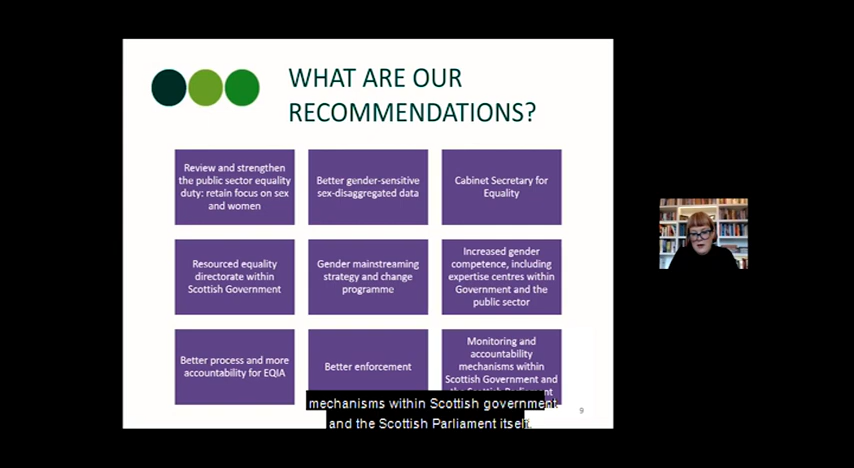 WHAT ARE OUR
RECOMMENDATIONS?
Review and strengthen
the public sector equality
duty: retain focus on sex
and women
Better gender-sensitive
sex-disaggregated data
Cabinet Secretary for
Equality
Resourced equality
directorate within
Scottish Government
Gender mainstreaming
strategy and change
programme
Increased gender
competence, including
expertise centres within
Government and the
public sector
Better process and more
accountability for EQIA
Better enforcement
Monitoring and
accountability
mechanisms within
Scottish Government and
the Scottish Parliament
mechanisms within Scottish government
and the Scottish Parliament itself.
9